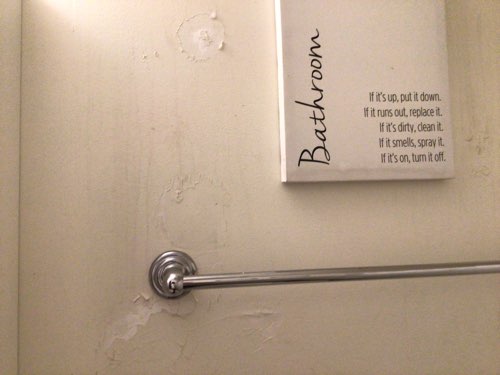 Bathroom
If it's up, put it down.
If it runs out, replace it.
If it's dirty, clean it.
If it smells, spray it.
If it's on, turn it off.